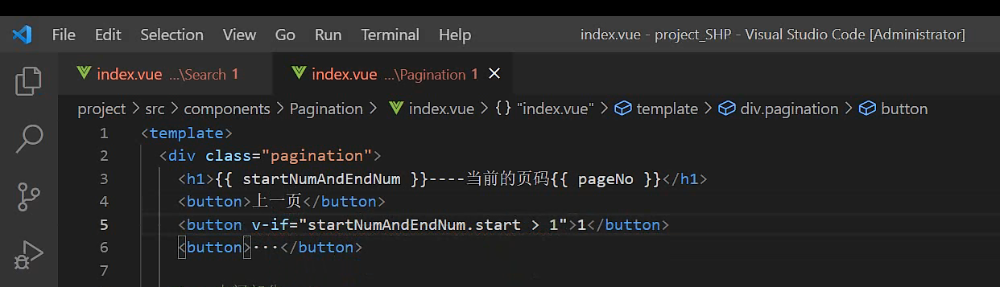 File Edit Selection View Go Run Terminal Help index.vue - project_SHP - Visual Studio Code [Administrator]
index.vue ...\Search 1 index.vue ...\Pagination 1
project > src > components > Pagination > index.vue > {} "index.vue" > template > div.pagination > button
1 <template>
2 <div class="pagination">
3 <h1>{{ startNumAndEndNum }}----当前的页码{{ pageNo }}</h1>
4 <button>上一页</button>
5 <button v-if="startNumAndEndNum.start > 1">1</button>
6 <button>···</button>
7